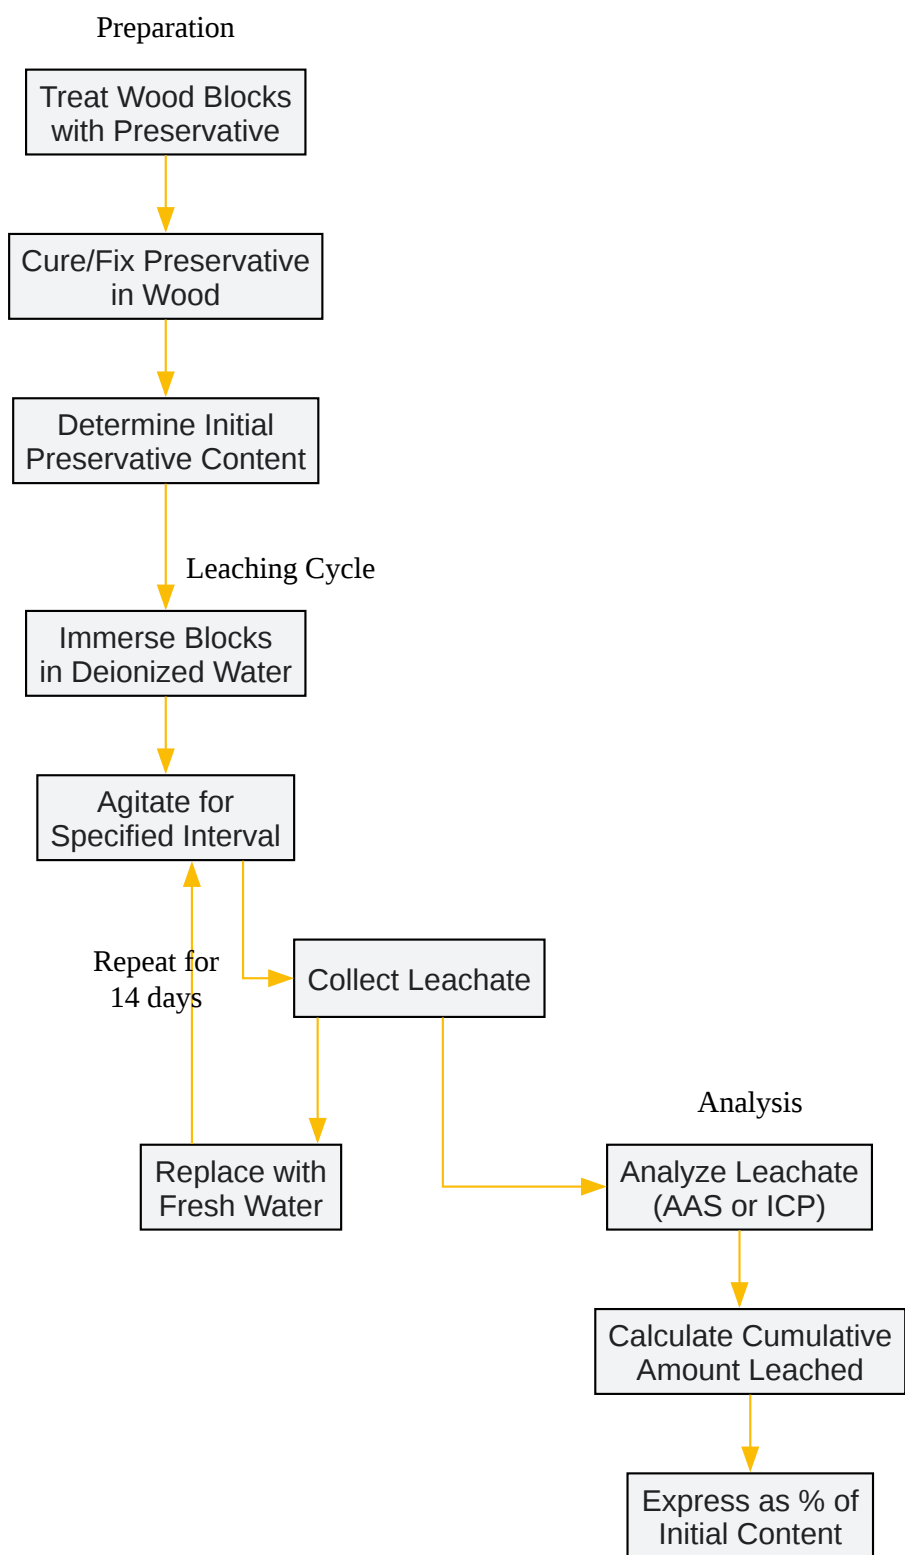 Preparation
Treat Wood Blocks
with Preservative
Cure/Fix Preservative
in Wood
Determine Initial
Preservative Content
Leaching Cycle
Immerse Blocks
in Deionized Water
Agitate for
Specified Interval
Repeat for
14 days
Collect Leachate
Replace with
Fresh Water
Analysis
Analyze Leachate
(AAS or ICP)
Calculate Cumulative
Amount Leached
Express as % of
Initial Content